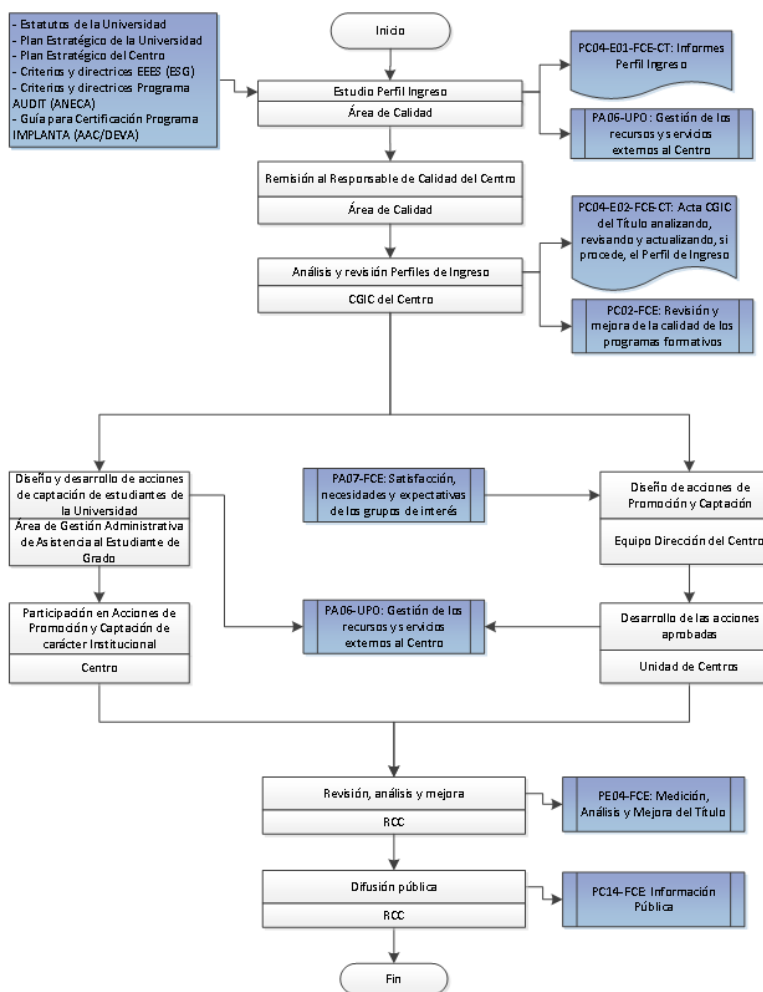 - Estatutos de la Universidad
- Plan Estratégico de la Universidad
- Plan Estratégico del Centro
- Criterios y directrices EEES (ESG)
- Criterios y directrices Programa
AUDIT (ANECA)
- Guía para Certificación Programa
IMPLANTA (AAC/DEVA)
Inicio
PC04-E01-FCE-CT: Informes
Perfil Ingreso
Estudio Perfil Ingreso
Área de Calidad
PA06-UPO: Gestión de los
recursos y servicios
externos al Centro
Remisión al Responsable de Calidad del Centro
Área de Calidad
PC04-E02-FCE-CT: Acta CGIC
del Título analizando,
revisando y actualizando, si
procede, el Perfil de Ingreso
Análisis y revisión Perfiles de Ingreso
CGIC del Centro
PC02-FCE: Revisión y
mejora de la calidad de los
programas formativos
Diseño y desarrollo de acciones
de captación de estudiantes de
la Universidad
Área de Gestión Administrativa
de Asistencia al Estudiante de
Grado
PA07-FCE: Satisfacción,
necesidades y expectativas
de los grupos de interés
Diseño de acciones de
Promoción y Captación
Equipo Dirección del Centro
Participación en Acciones de
Promoción y Captación de
carácter Institucional
Centro
PA06-UPO: Gestión de los
recursos y servicios
externos al Centro
Desarrollo de las acciones
aprobadas
Unidad de Centros
Revisión, análisis y mejora
RCC
PE04-FCE: Medición,
Análisis y Mejora del Título
Difusión pública
RCC
PC14-FCE: Información
Pública
Fin